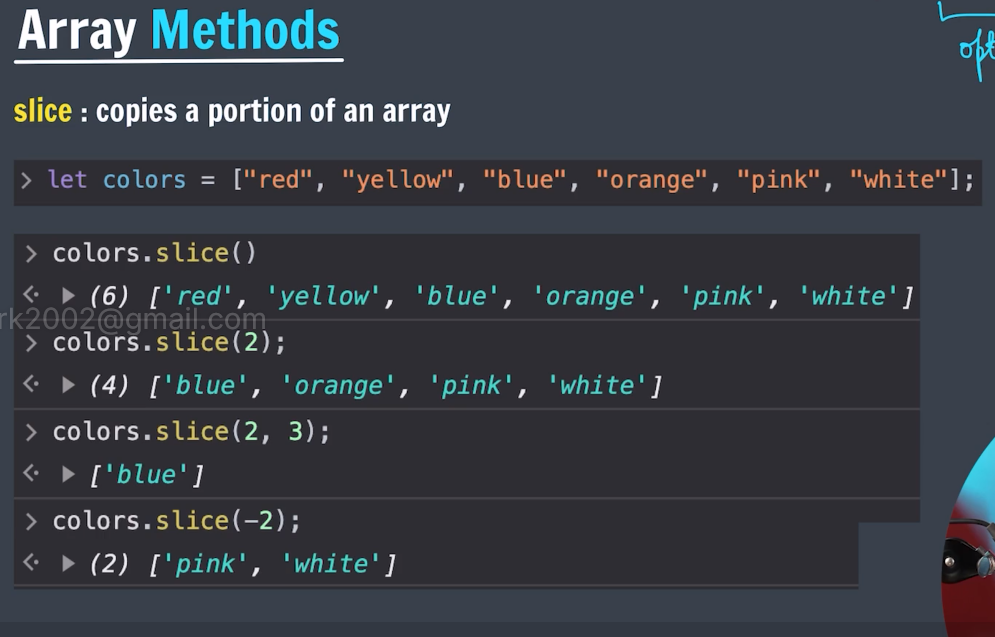 Array Methods
opt
slice : copies a portion of an array
> let colors = ["red", "yellow", "blue", "orange", "pink", "white"];
> colors.slice()
<· ▶ (6) ['red', 'yellow', 'blue', 'orange', 'pink', 'white']
rk2002@gmail.com
> colors.slice(2);
<· ▶ (4) ['blue', 'orange', 'pink', 'white']
> colors.slice(2, 3);
<· ▶ ['blue']
> colors.slice(-2);
<· ▶ (2) ['pink', 'white']